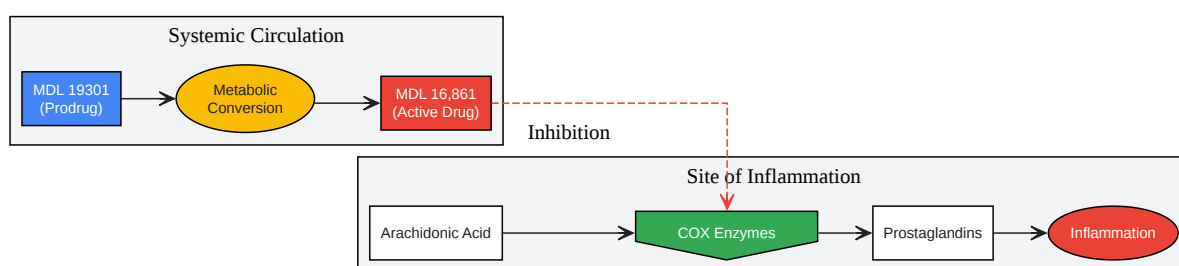 Systemic Circulation
MDL 19301
(Prodrug)
Metabolic
Conversion
MDL 16,861
(Active Drug)
Inhibition
Site of Inflammation
Arachidonic Acid
COX Enzymes
Prostaglandins
Inflammation